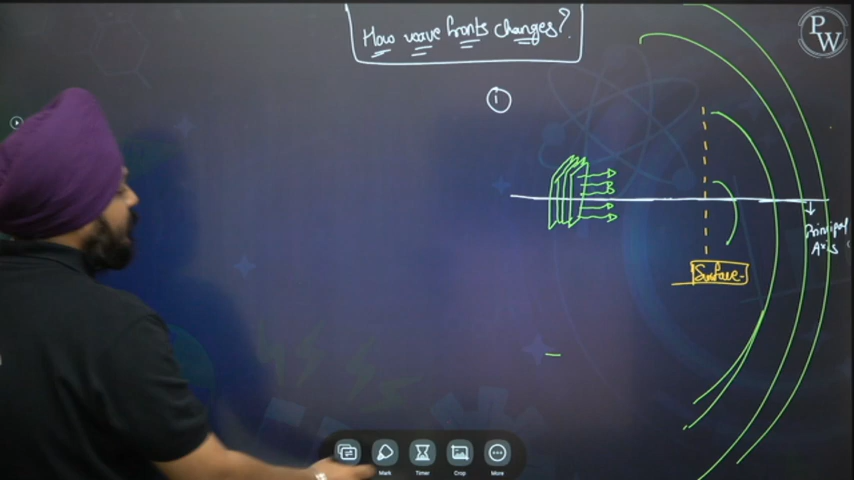 How wave fronts changes?
1
P
W
Surface
Principal
Axis
Mark
Timer
Crop
More